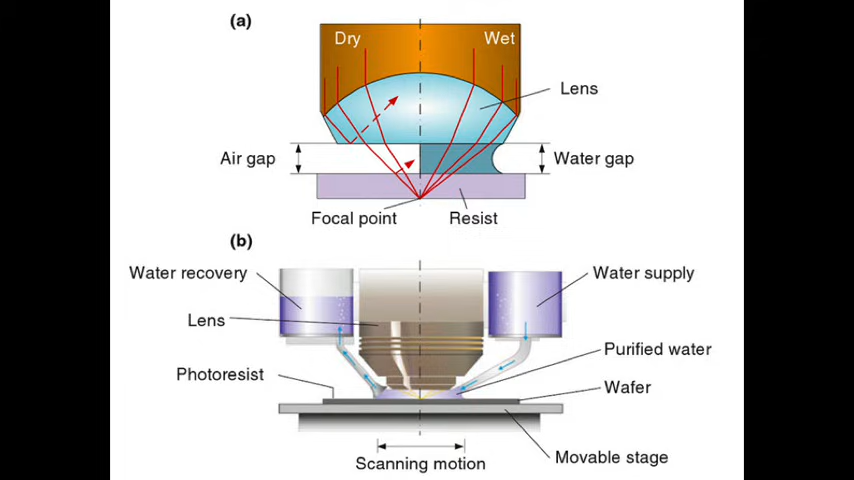 (a)
Dry
Wet
Lens
Air gap
Water gap
Focal point
Resist
(b)
Water recovery
Water supply
Lens
Purified water
Photoresist
Wafer
Movable stage
Scanning motion